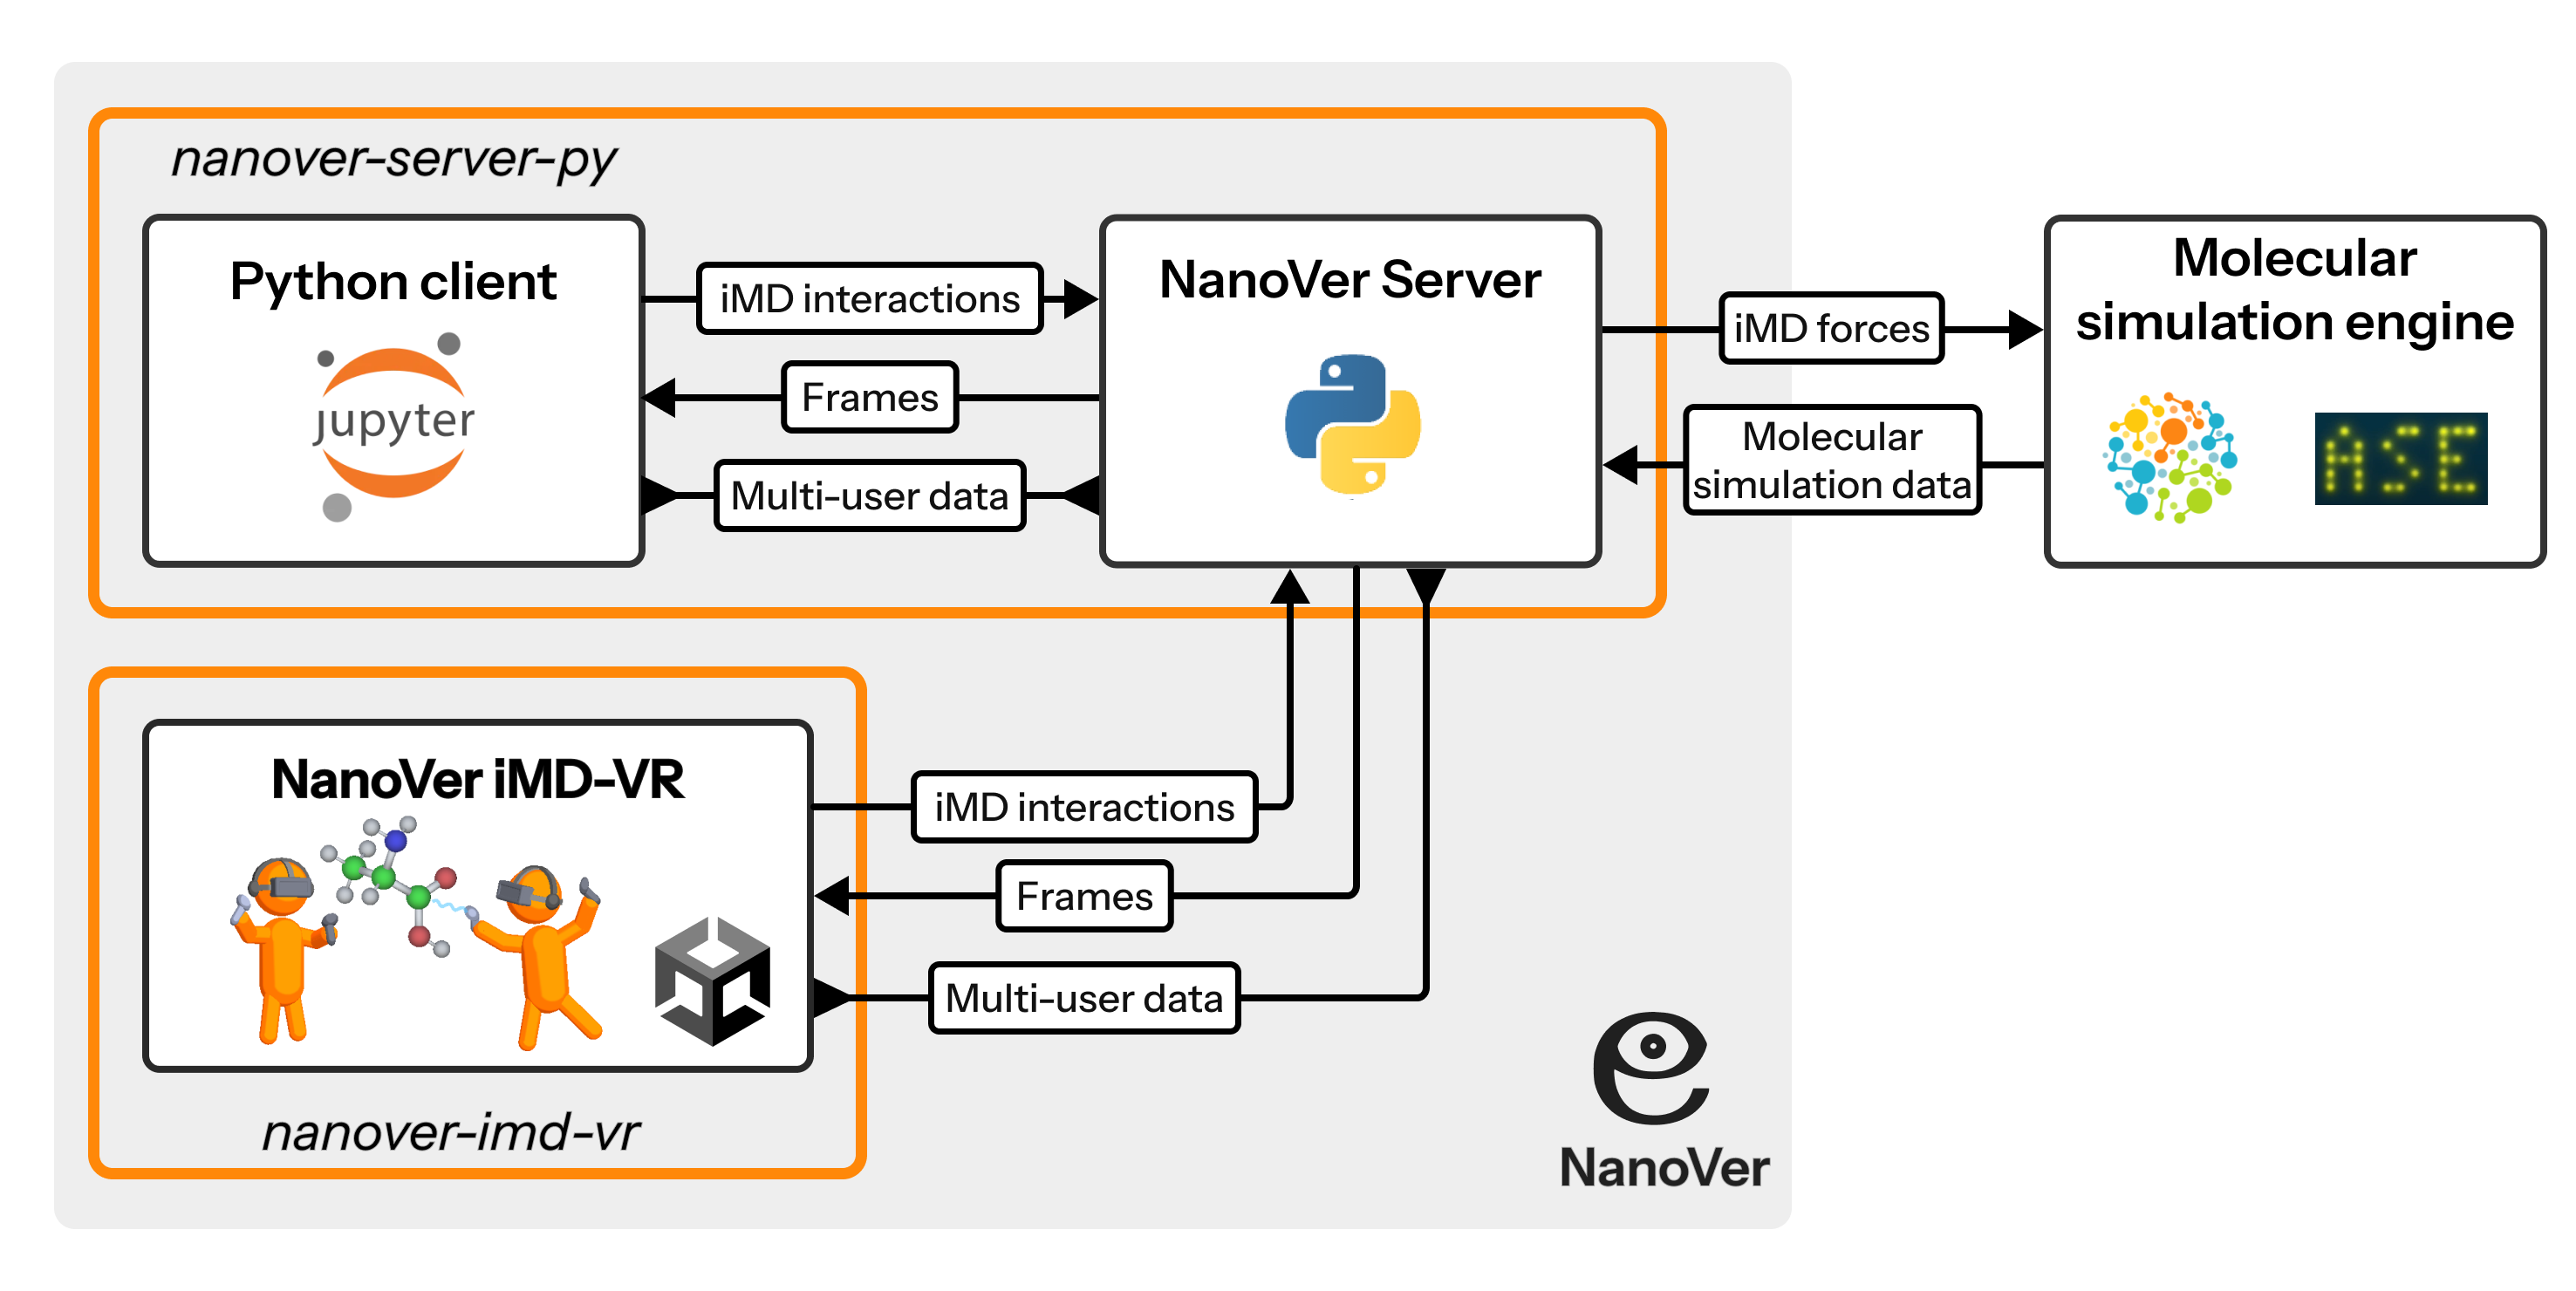 nanover-server-py
Python client
jupyter
iMD interactions
Frames
Multi-user data
NanoVer Server
iMD forces
Molecular
simulation data
Molecular
simulation engine
ASE
NanoVer iMD-VR
iMD interactions
Frames
Multi-user data
nanover-imd-vr
NanoVer